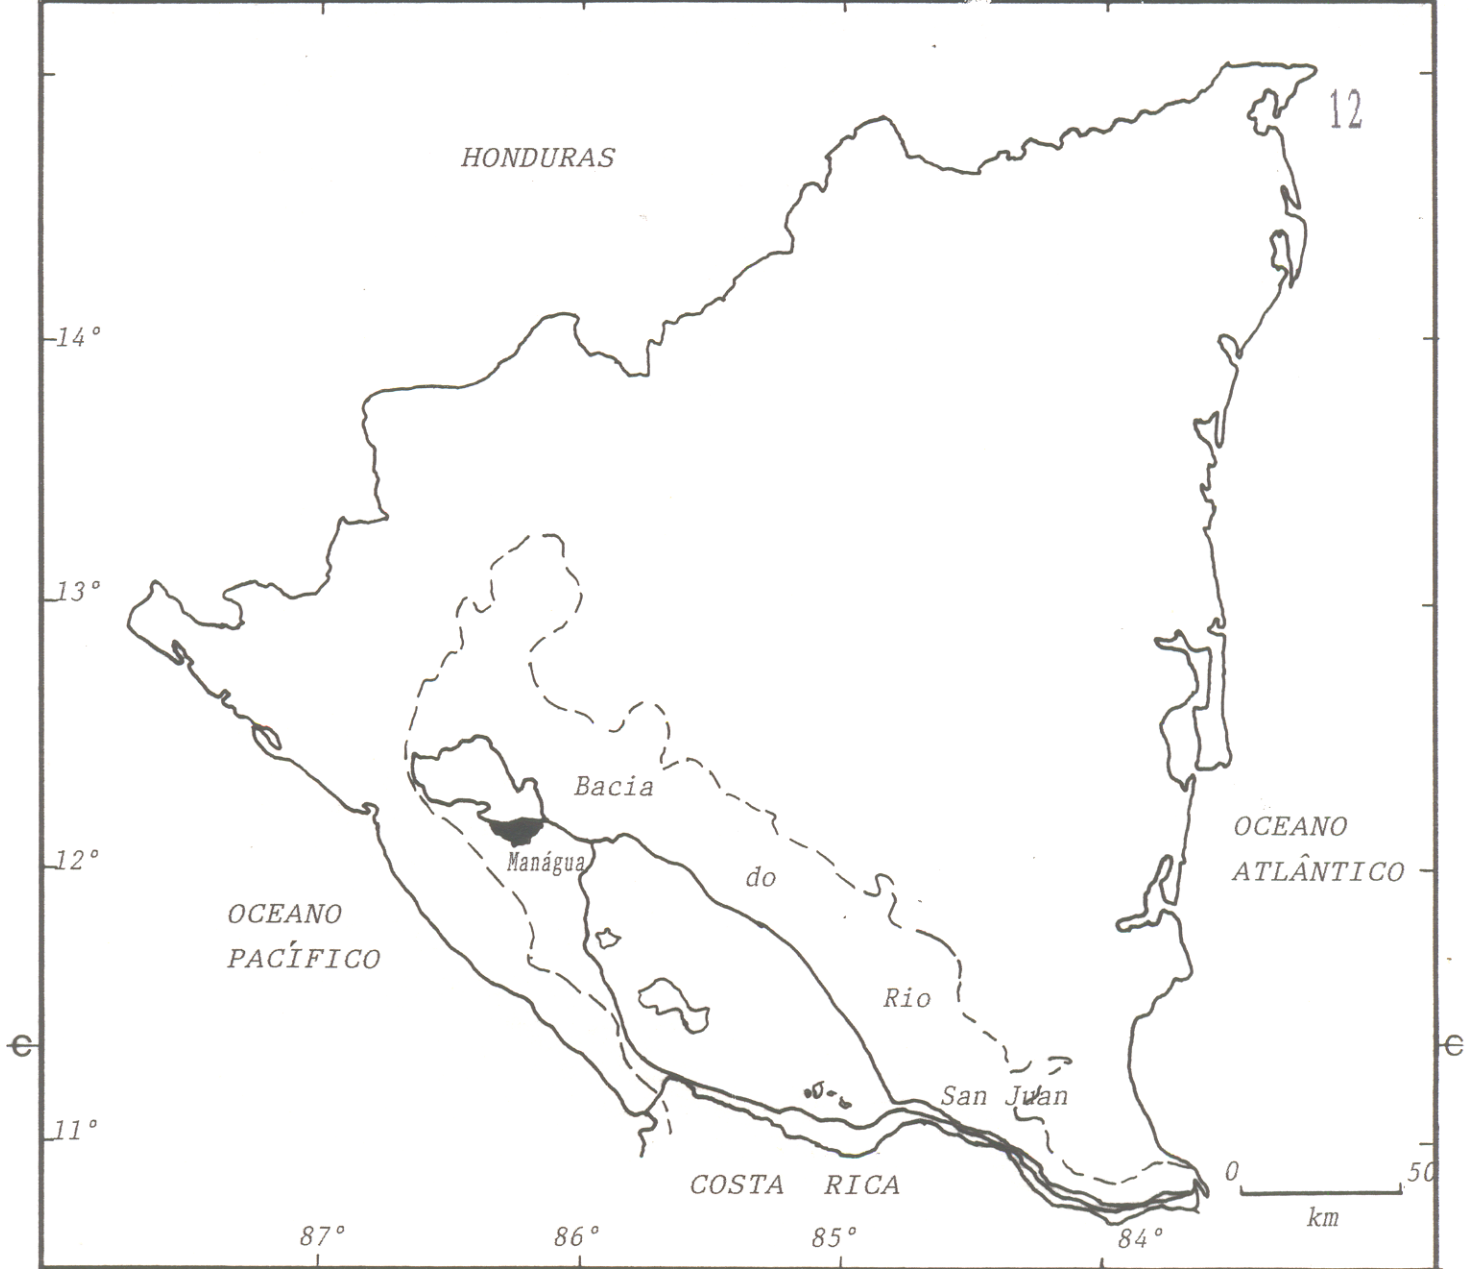 12
HONDURAS
14°
13°
Bacia
OCEANO
ATLÂNTICO
12°
Manágua
do
OCEANO
PACÍFICO
Rio
San Juan
11°
COSTA RICA
0 50
km
87° 86° 85° 84°